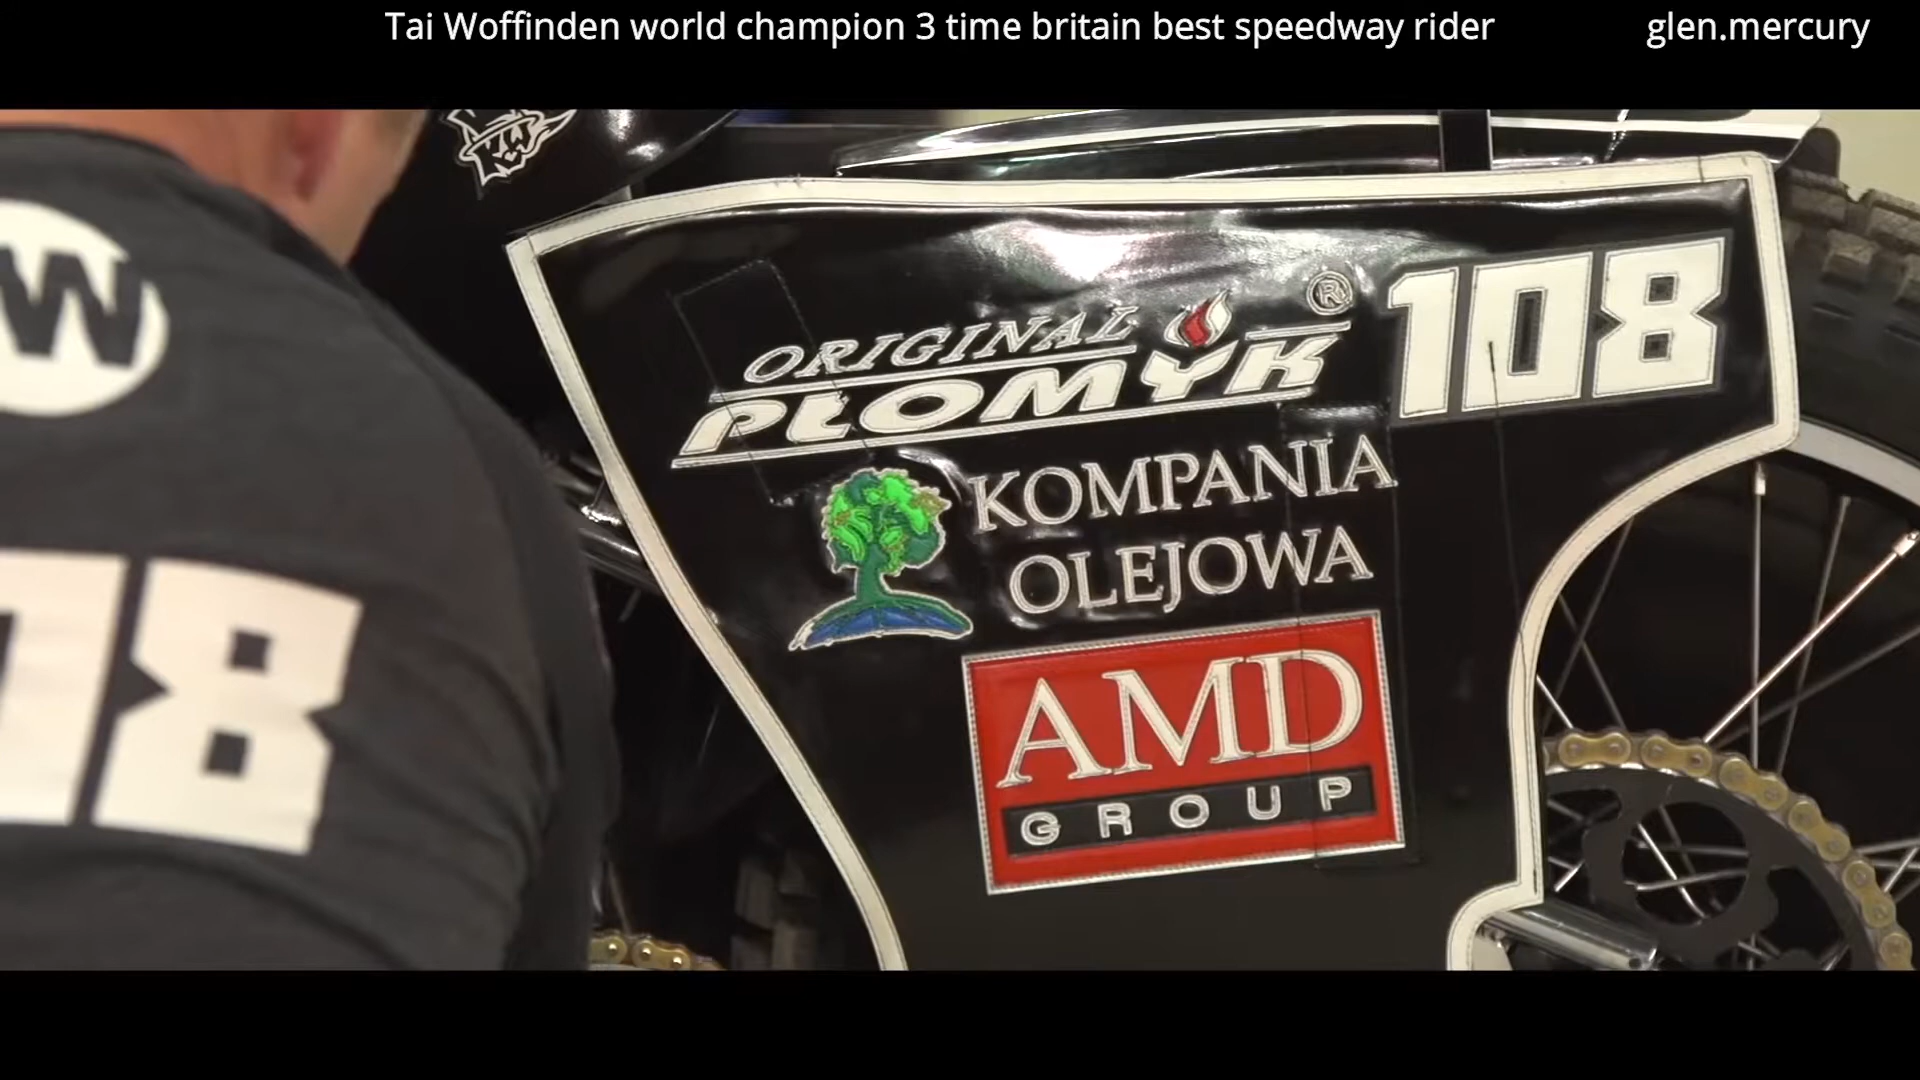 Tai Woffinden world champion 3 time britain best speedway rider
glen.mercury
W
08
ORIGINAL
PŁOMYK
®
108
KOMPANIA
OLEJOWA
AMD
GROUP